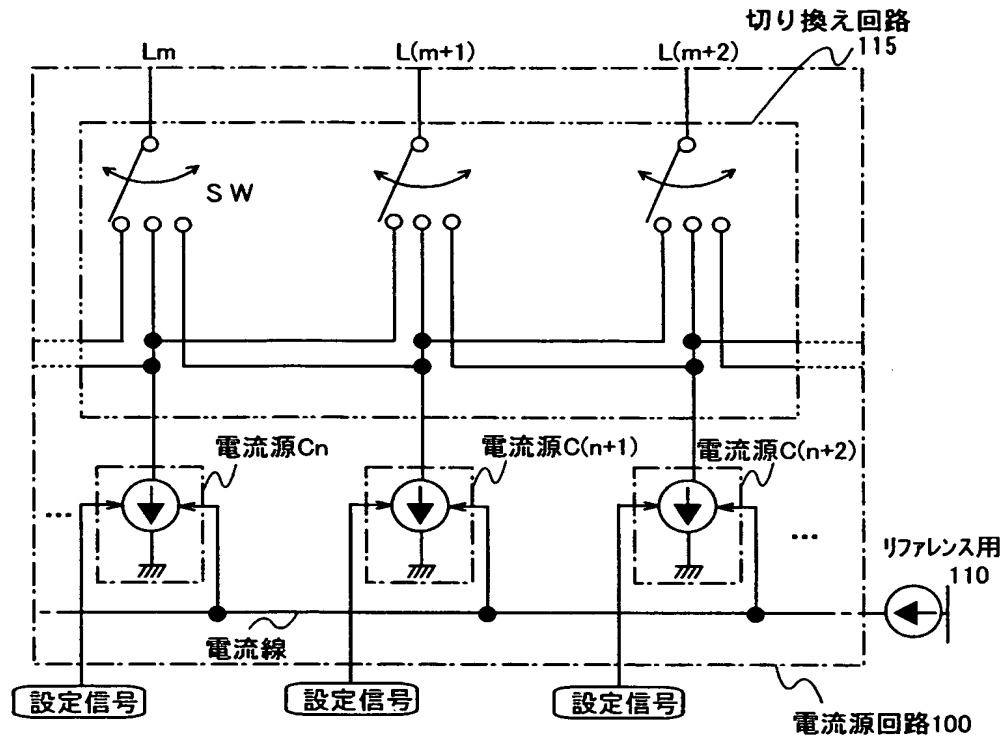 切り換え回路
115
Lm
L(m+1)
L(m+2)
SW
電流源Cn
電流源C(n+1)
電流源C(n+2)
…
…
リファレンス用
110
電流線
設定信号
設定信号
設定信号
電流源回路100